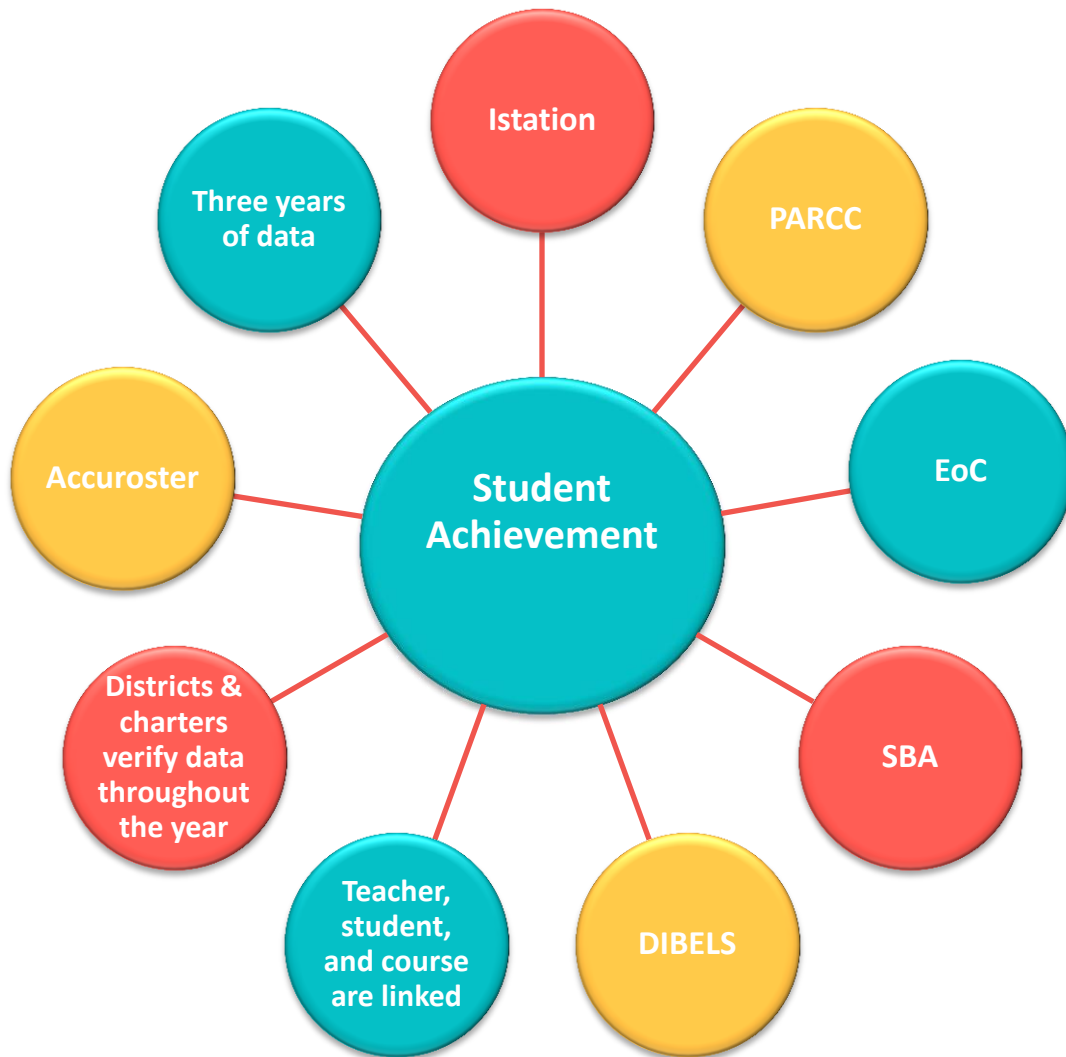 Istation
PARCC
EoC
SBA
DIBELS
Teacher,
student,
and course
are linked
Districts &
charters
verify data
throughout
the year
Accuroster
Three years
of data
Student
Achievement